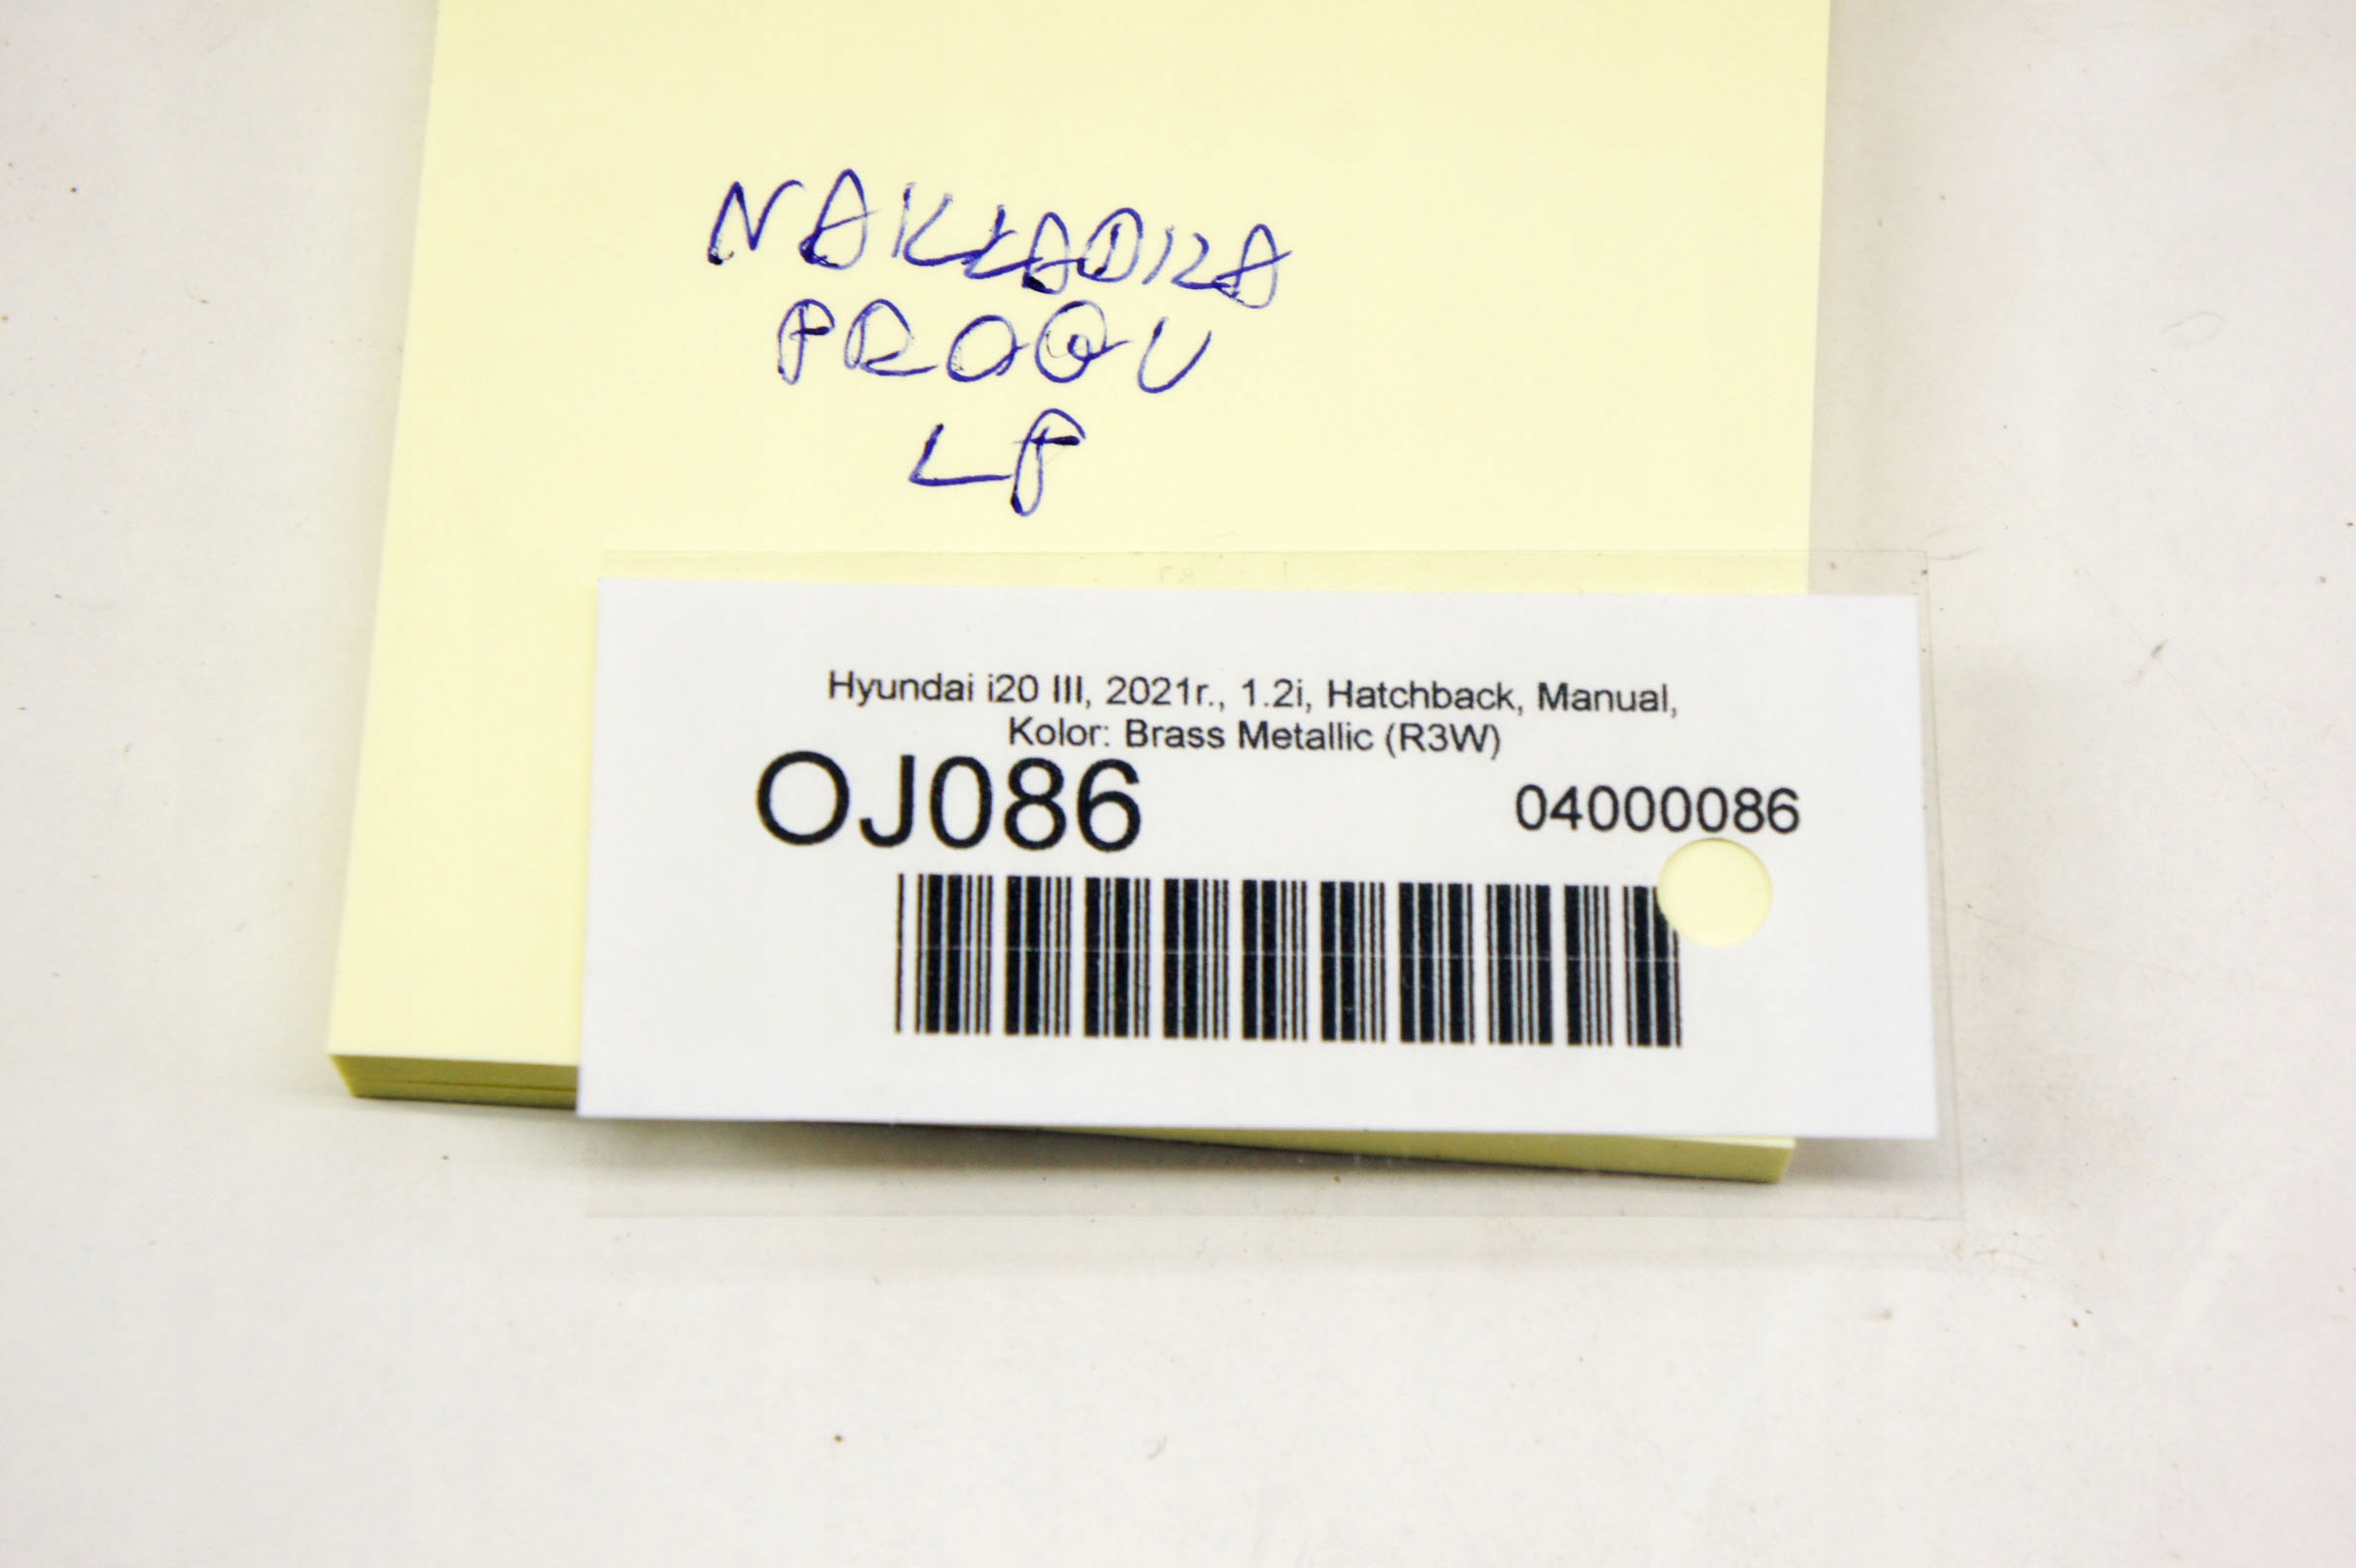 NAKŁADKA
PROGU
LP
Hyundai i20 III, 2021r., 1.2i, Hatchback, Manual,
Kolor: Brass Metallic (R3W)
OJ086
04000086